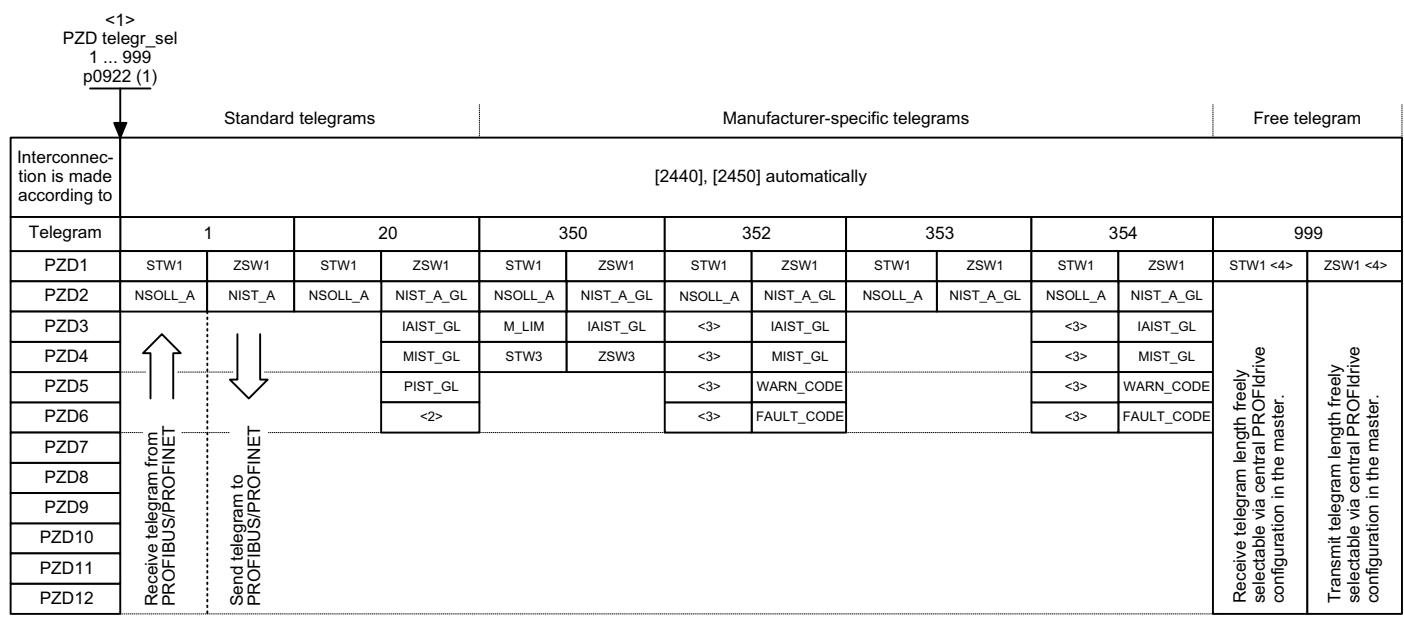 <1>
PZD telegr_sel
1 ... 999
p0922 (1)
Standard telegrams
Manufacturer-specific telegrams
Free telegram
Interconnec-
tion is made
according to
[2440], [2450] automatically
Telegram 1 20 350 352 353 354 999
PZD1 STW1 ZSW1 STW1 ZSW1 STW1 ZSW1 STW1 ZSW1 STW1 ZSW1 STW1 ZSW1 STW1 <4> ZSW1 <4>
PZD2 NSOLL_A NIST_A NSOLL_A NIST_A_GL NSOLL_A NIST_A_GL NSOLL_A NIST_A_GL NSOLL_A NIST_A_GL NSOLL_A NIST_A_GL
PZD3 IAIST_GL M_LIM IAIST_GL <3> IAIST_GL <3> IAIST_GL
PZD4 MIST_GL STW3 ZSW3 <3> MIST_GL <3> MIST_GL
PZD5 PIST_GL <3> WARN_CODE <3> WARN_CODE
PZD6 <2> <3> FAULT_CODE <3> FAULT_CODE
PZD7
PZD8
PZD9
PZD10
PZD11
PZD12
Receive telegram from
PROFIBUS/PROFINET
Send telegram to
PROFIBUS/PROFINET
Receive telegram length freely
selectable via central PROFIdrive
configuration in the master.
Transmit telegram length freely
selectable via central PROFIdrive
configuration in the master.